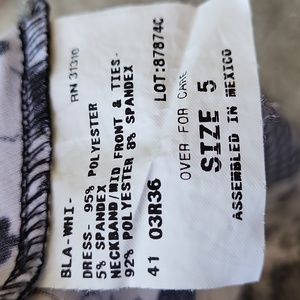 RN 31310
BLA-WHI-
DRESS- 95% POLYESTER
5% SPANDEX
NECKBAND/MID FRONT & TIES-
92% POLYESTER 8% SPANDEX
41 03R36 LOT:87874C
OVER FOR CARE
SIZE 5
ASSEMBLED IN MEXICO